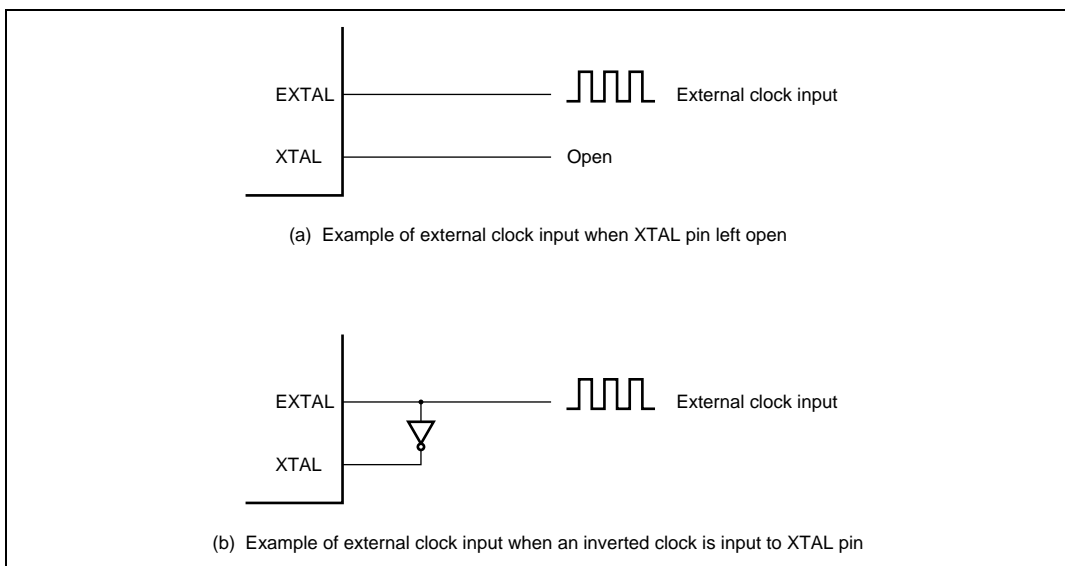 EXTAL
External clock input
XTAL
Open
(a) Example of external clock input when XTAL pin left open
EXTAL
External clock input
XTAL
(b) Example of external clock input when an inverted clock is input to XTAL pin